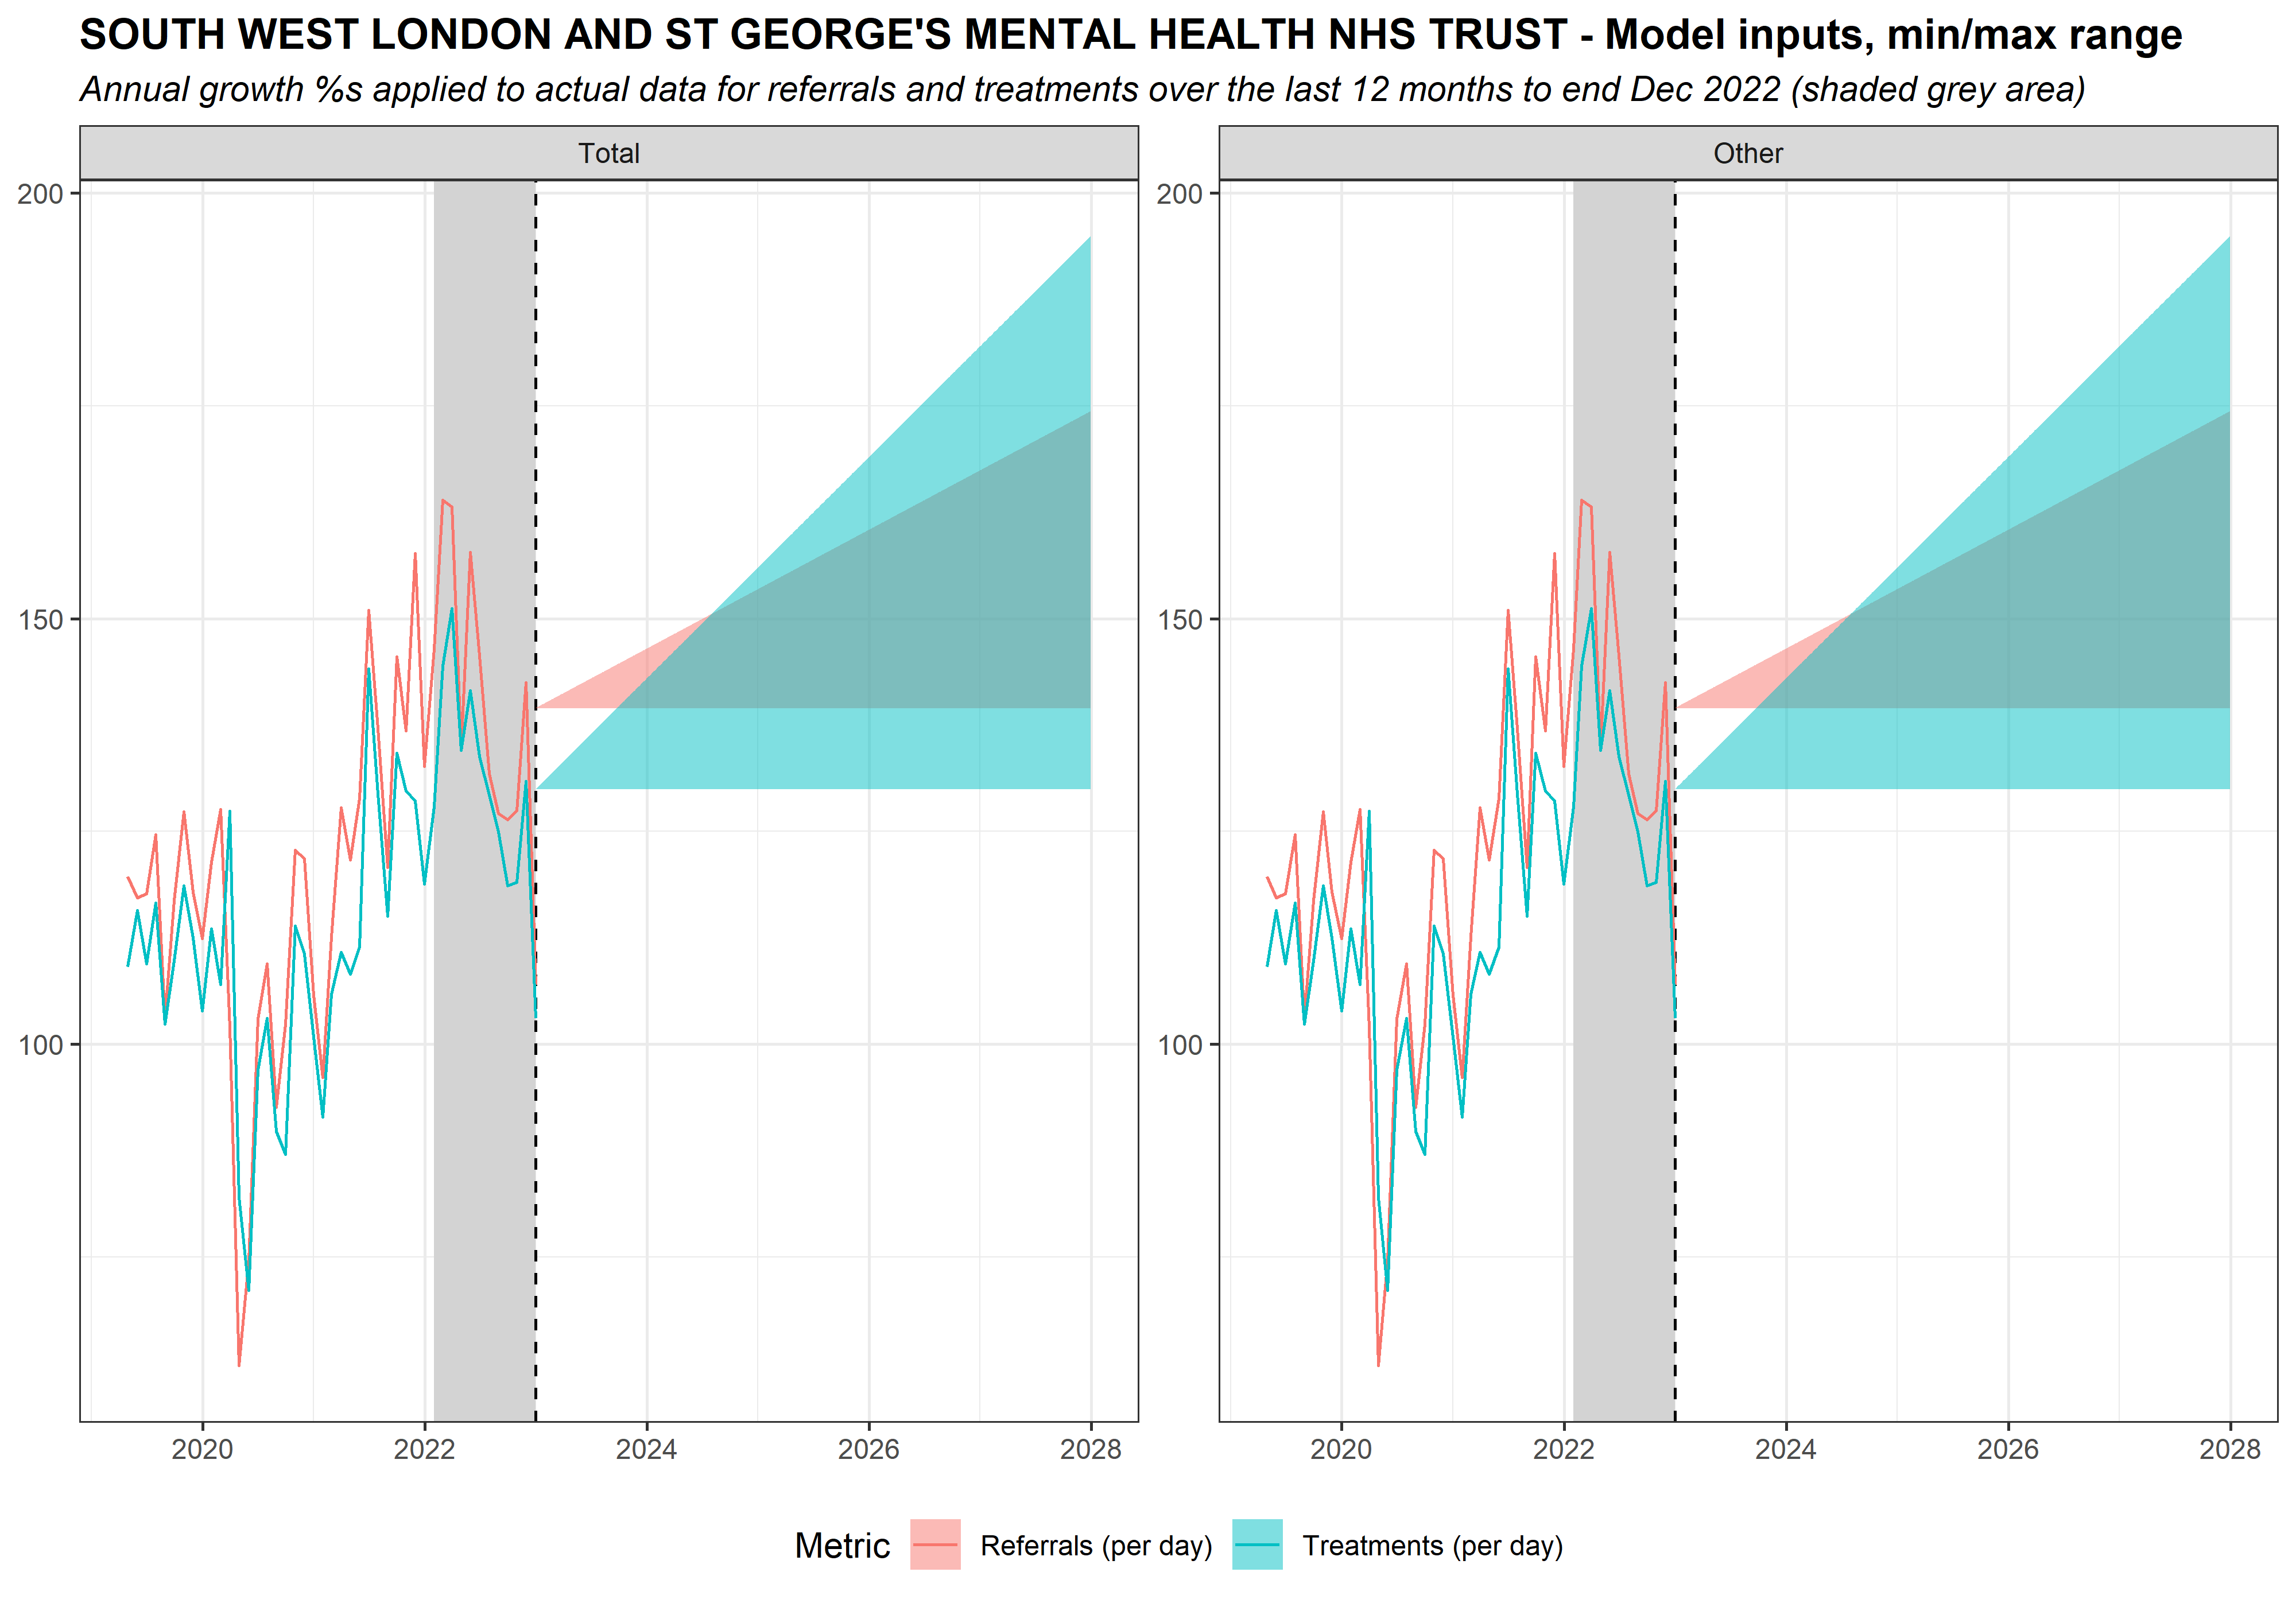 SOUTH WEST LONDON AND ST GEORGE'S MENTAL HEALTH NHS TRUST - Model inputs, min/max range
Annual growth %s applied to actual data for referrals and treatments over the last 12 months to end Dec 2022 (shaded grey area)
Total
Other
200
150
100
200
150
100
2020 2022 2024 2026 2028
2020 2022 2024 2026 2028
Metric Referrals (per day) Treatments (per day)